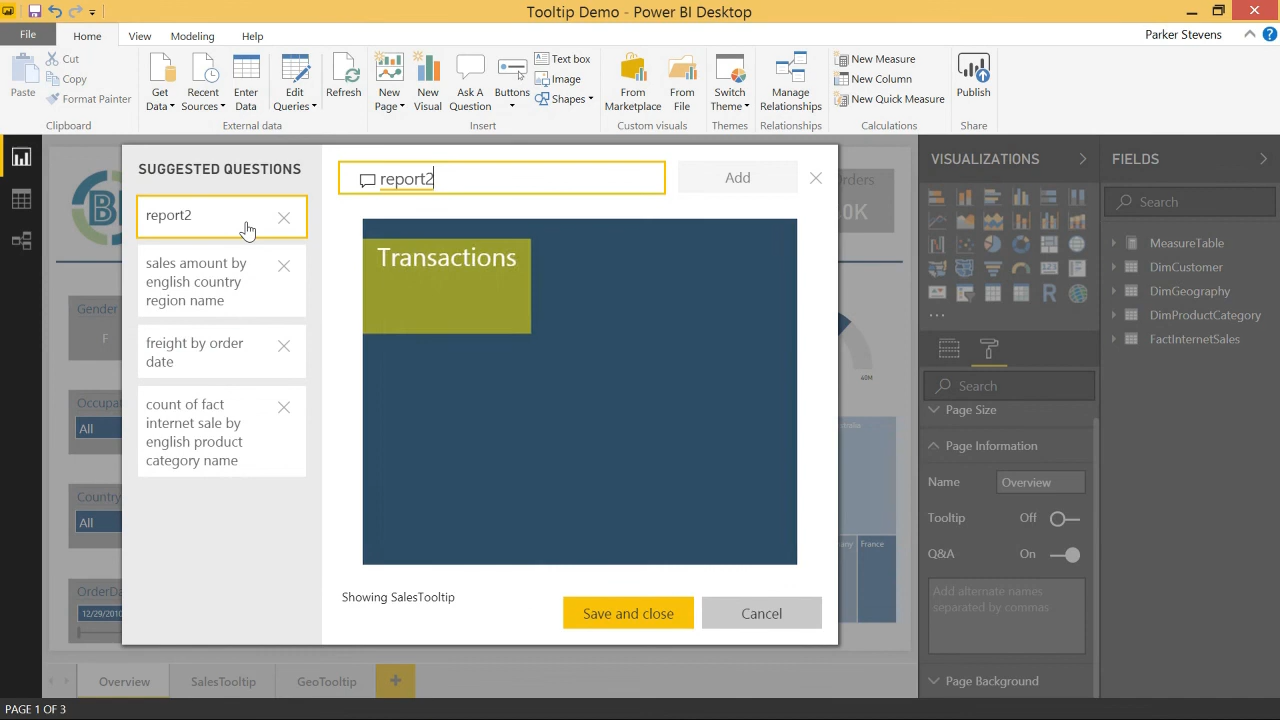 Tooltip Demo - Power BI Desktop
File
Home
View
Modeling
Help
Parker Stevens
Paste
Cut
Copy
Format Painter
Clipboard
Get
Data
Recent
Sources
Enter
Data
Edit
Queries
Refresh
External data
New
Page
New
Visual
Ask A
Question
Buttons
Text box
Image
Shapes
Insert
From
Marketplace
From
File
Custom visuals
Switch
Theme
Themes
Manage
Relationships
Relationships
New Measure
New Column
New Quick Measure
Calculations
Publish
Share
SUGGESTED QUESTIONS
report2
sales amount by
english country
region name
freight by order
date
count of fact
internet sale by
english product
category name
report2
Add
Transactions
Showing SalesTooltip
Save and close
Cancel
Gender
F
All
Country
All
OrderDa
12/29/2010
Orders
0K
40M
France
VISUALIZATIONS
R
Search
Page Size
Page Information
Name
Overview
Tooltip
Off
Q&A
On
Add alternate names
separated by commas
Page Background
FIELDS
Search
MeasureTable
DimCustomer
DimGeography
DimProductCategory
FactInternetSales
Overview
SalesTooltip
GeoTooltip
PAGE 1 OF 3